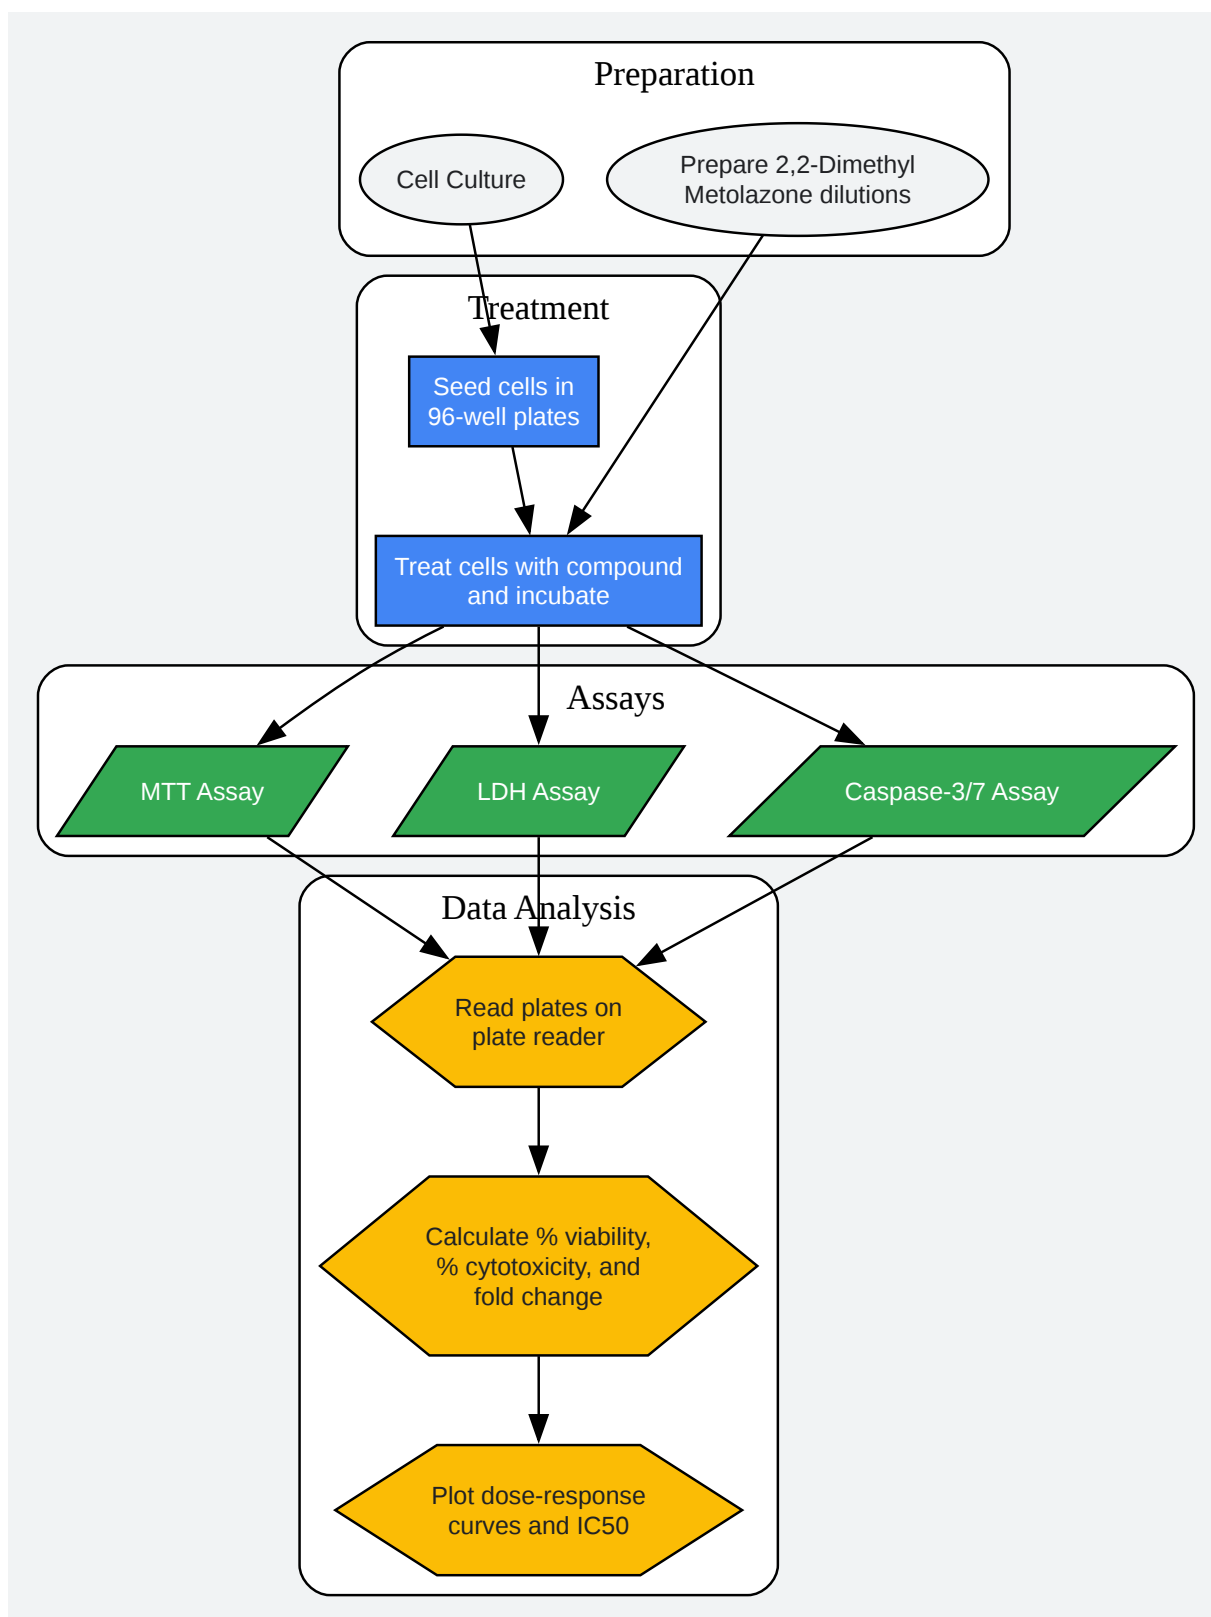 Preparation
Cell Culture
Prepare 2,2-Dimethyl
Metolazone dilutions
Treatment
Seed cells in
96-well plates
Treat cells with compound
and incubate
Assays
MTT Assay
LDH Assay
Caspase-3/7 Assay
Data Analysis
Read plates on
plate reader
Calculate % viability,
% cytotoxicity, and
fold change
Plot dose-response
curves and IC50